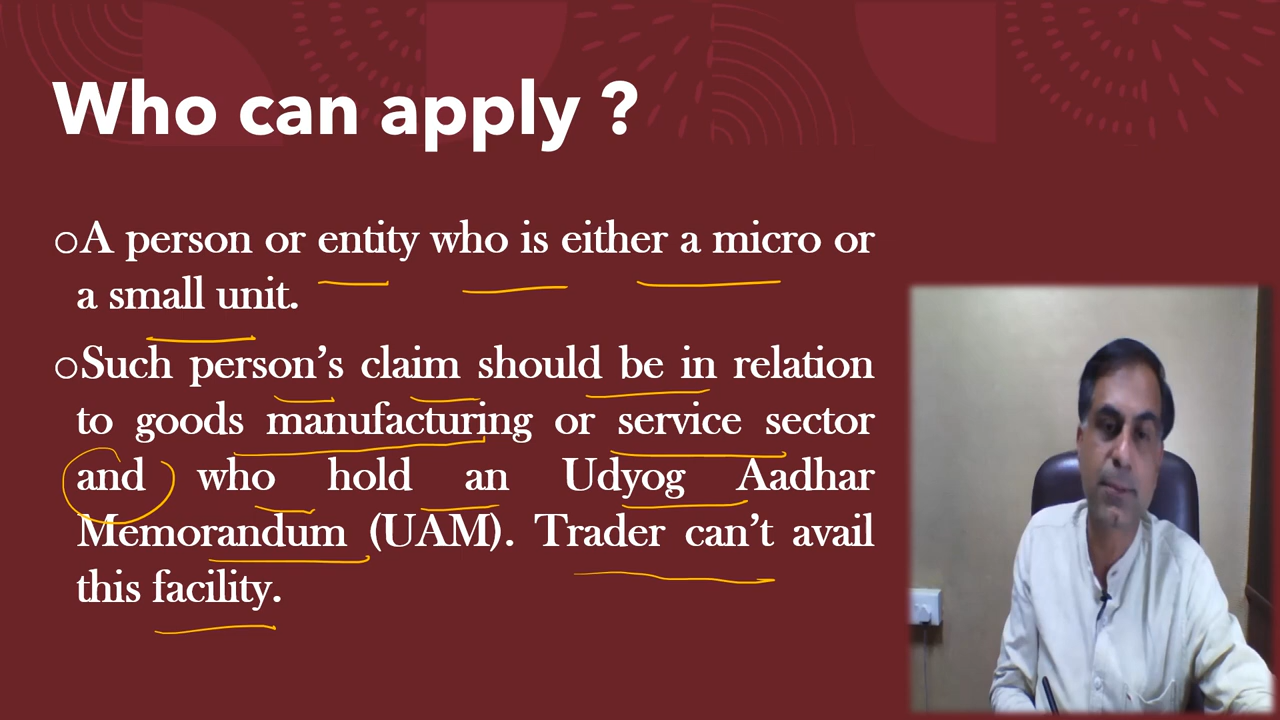 Who can apply ?
○A person or entity who is either a micro or
a small unit.
○Such person's claim should be in relation
to goods manufacturing or service sector
and who hold an Udyog Aadhar
Memorandum (UAM). Trader can't avail
this facility.